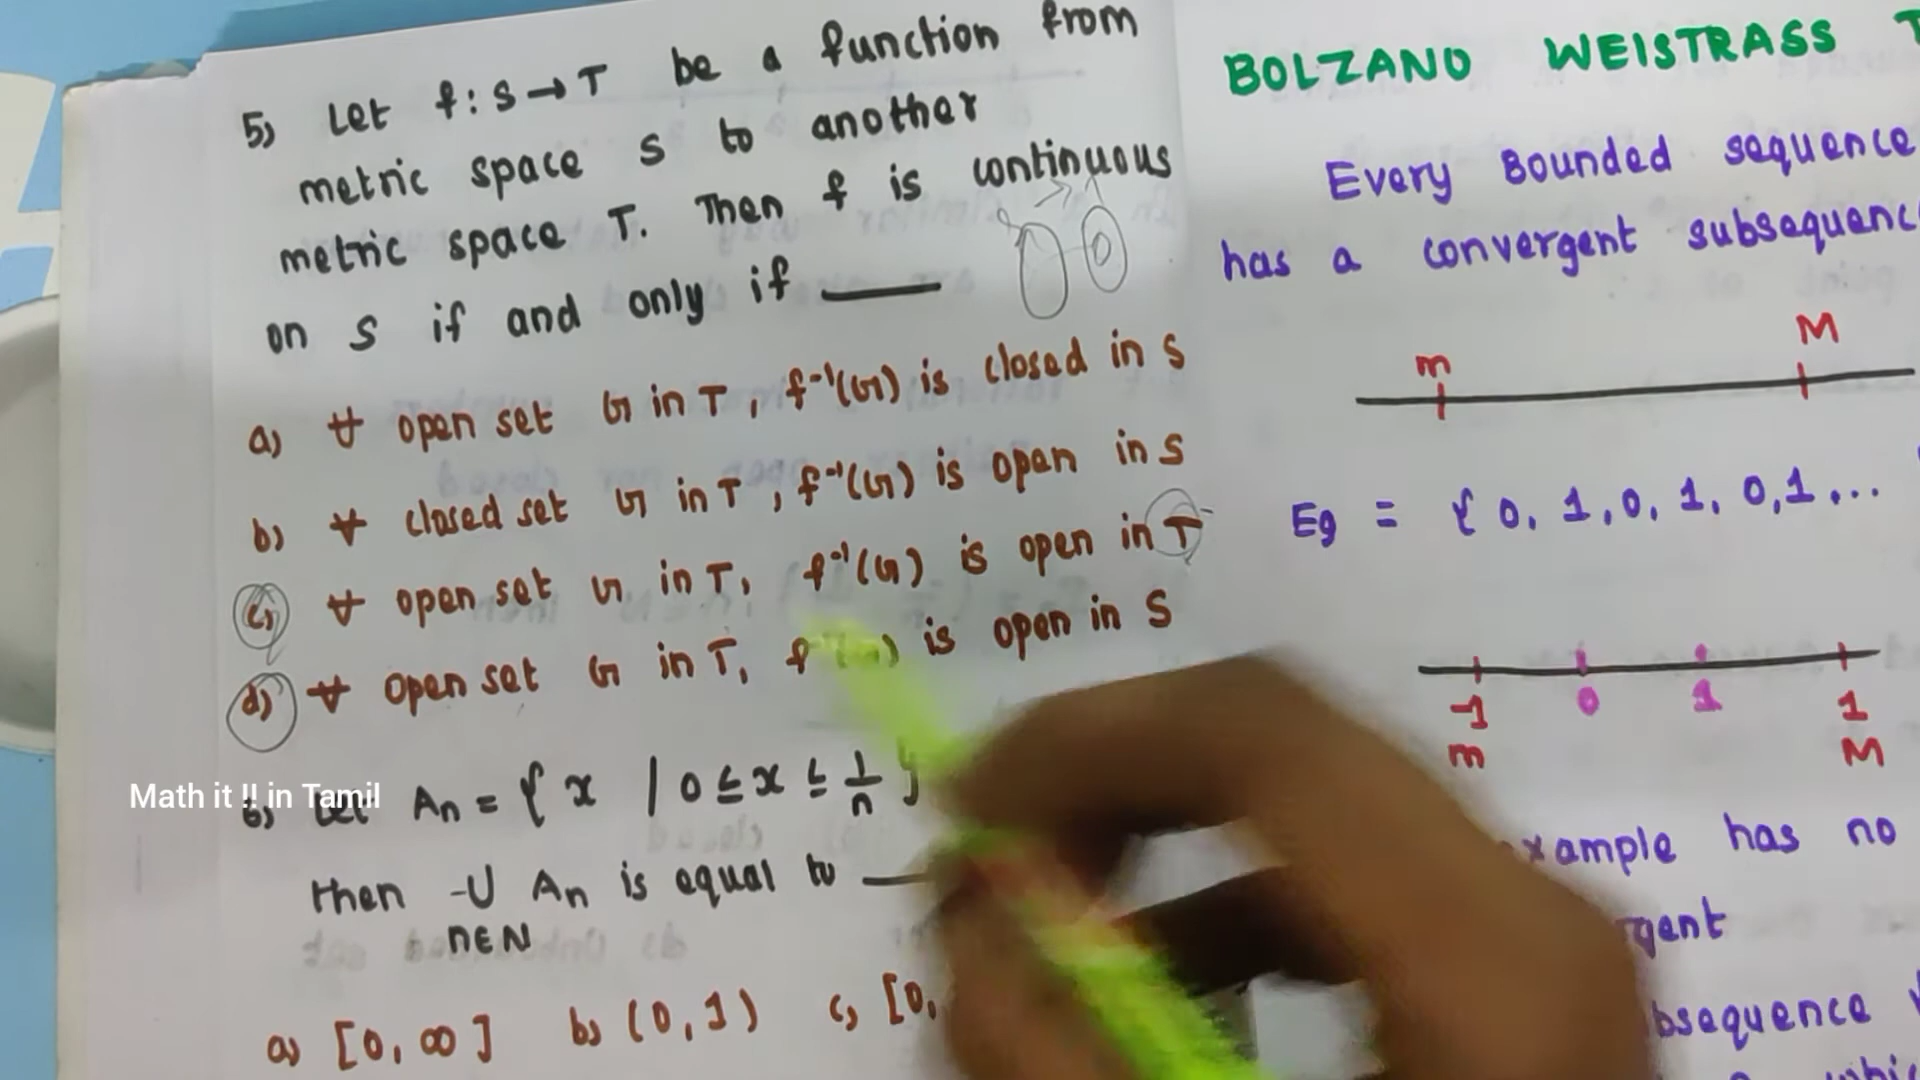 5) Let f : S → T be a function from
metric space S to another
metric space T. Then f is continuous
on S if and only if ____
a) ∀ open set G in T, f⁻¹(G) is closed in S
b) ∀ closed set G in T, f⁻¹(G) is open in S
c) ∀ open set G in T, f⁻¹(G) is open in T
d) ∀ open set G in T, f⁻¹(G) is open in S
6) Let An = { x / 0 ≤ x ≤ 1/n }
then -U An is equal to ____
n∈N
a) [0, ∞] b) (0, 1) c) [0,
Math it !! in Tamil
BOLZANO WEISTRASS T
Every Bounded sequence
has a convergent
m M
Eg = { 0, 1, 0, 1, 0, 1, ...
-1 0 1 1
m M
has no